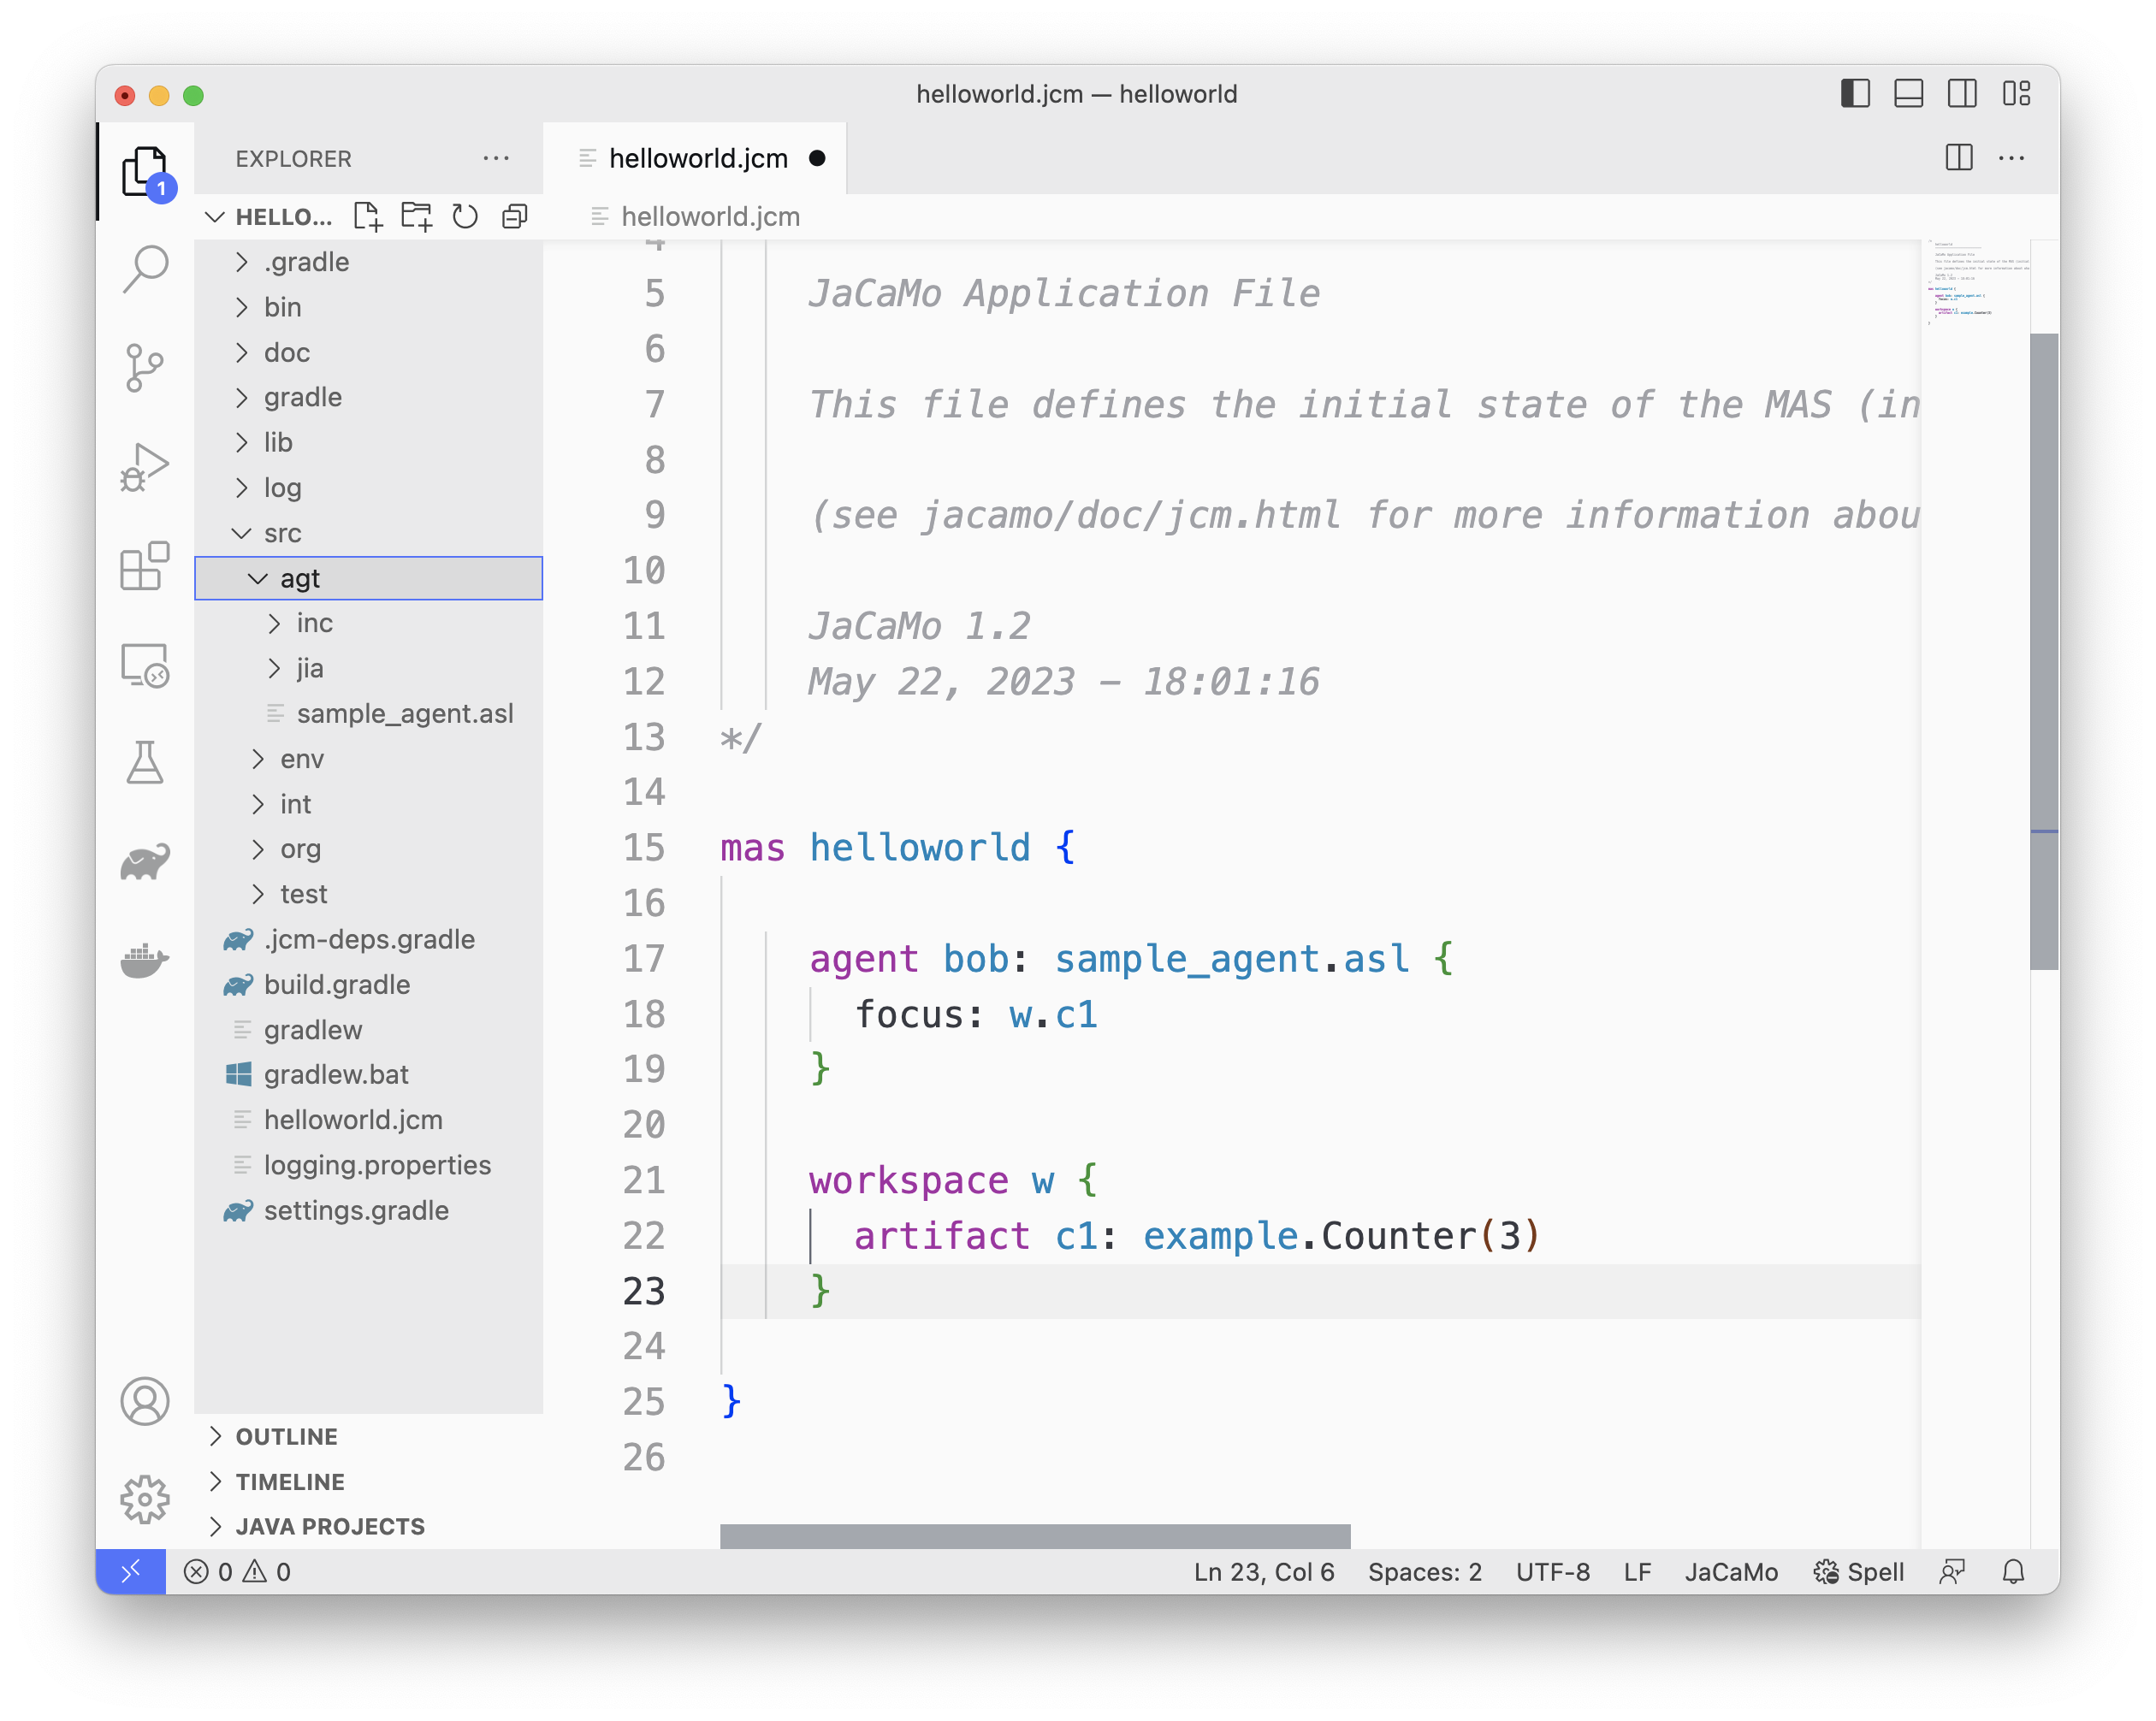 helloworld.jcm — helloworld
1
EXPLORER
HELLO...
.gradle
bin
doc
gradle
lib
log
src
agt
inc
jia
sample_agent.asl
env
int
org
test
.jcm-deps.gradle
build.gradle
gradlew
gradlew.bat
helloworld.jcm
logging.properties
settings.gradle
OUTLINE
TIMELINE
JAVA PROJECTS
helloworld.jcm
helloworld.jcm
4
5 JaCaMo Application File
6
7 This file defines the initial state of the MAS (in
8
9 (see jacamo/doc/jcm.html for more information abou
10
11 JaCaMo 1.2
12 May 22, 2023 – 18:01:16
13 */
14
15 mas helloworld {
16
17 agent bob: sample_agent.asl {
18 focus: w.c1
19 }
20
21 workspace w {
22 artifact c1: example.Counter(3)
23 }
24
25 }
26
0 0
Ln 23, Col 6 Spaces: 2 UTF-8 LF JaCaMo Spell